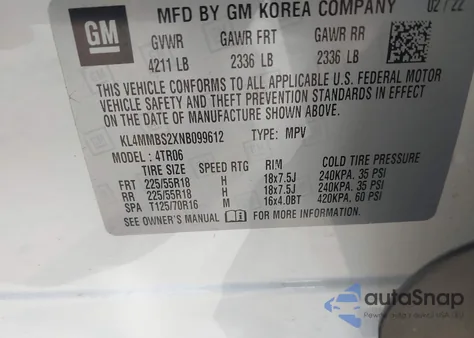 GM
MFD BY GM KOREA COMPANY 02/22
GVWR GAWR FRT GAWR RR
4211 LB 2336 LB 2336 LB
THIS VEHICLE CONFORMS TO ALL APPLICABLE U.S. FEDERAL MOTOR
VEHICLE SAFETY AND THEFT PREVENTION STANDARDS IN EFFECT
ON THE DATE OF MANUFACTURE SHOWN ABOVE.
KL4MMBS2XNB099612 TYPE: MPV
MODEL: 4TR06
TIRE SIZE SPEED RTG RIM COLD TIRE PRESSURE
FRT 225/55R18 H 18x7.5J 240KPA. 35 PSI
RR 225/55R18 H 18x7.5J 240KPA. 35 PSI
SPA T125/70R16 M 16x4.0BT 420KPA. 60 PSI
SEE OWNER'S MANUAL FOR MORE INFORMATION.
autoSnap